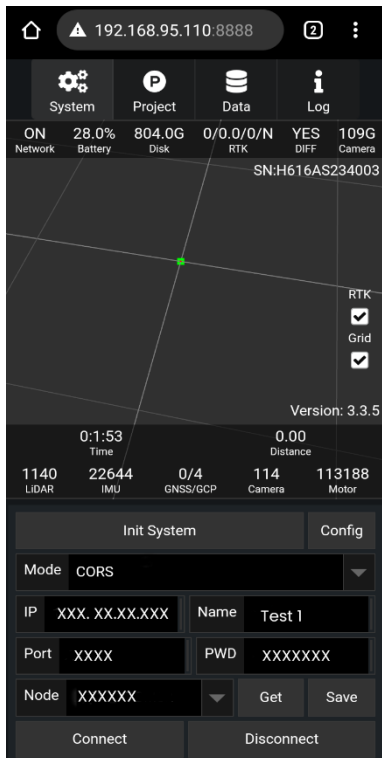 192.168.95.110:8888 2
System Project Data Log
ON 28.0% 804.0G 0/0.0/0/N YES 109G
Network Battery Disk RTK DIFF Camera
SN:H616AS234003
RTK
Grid
Version: 3.3.5
0:1:53 0.00
Time Distance
1140 22644 0/4 114 113188
LiDAR IMU GNSS/GCP Camera Motor
Init System Config
Mode CORS
IP XXX. XX.XX.XXX Name Test 1
Port XXXX PWD XXXXXXX
Node XXXXXX Get Save
Connect Disconnect